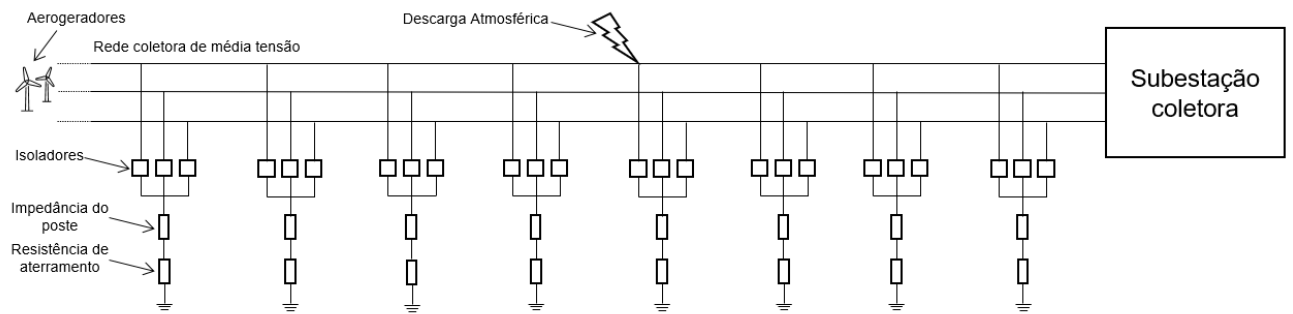 Aerogeradores
Descarga Atmosférica
Rede coletora de média tensão
Subestação
coletora
Isoladores
Impedância do
poste
Resistência de
aterramento